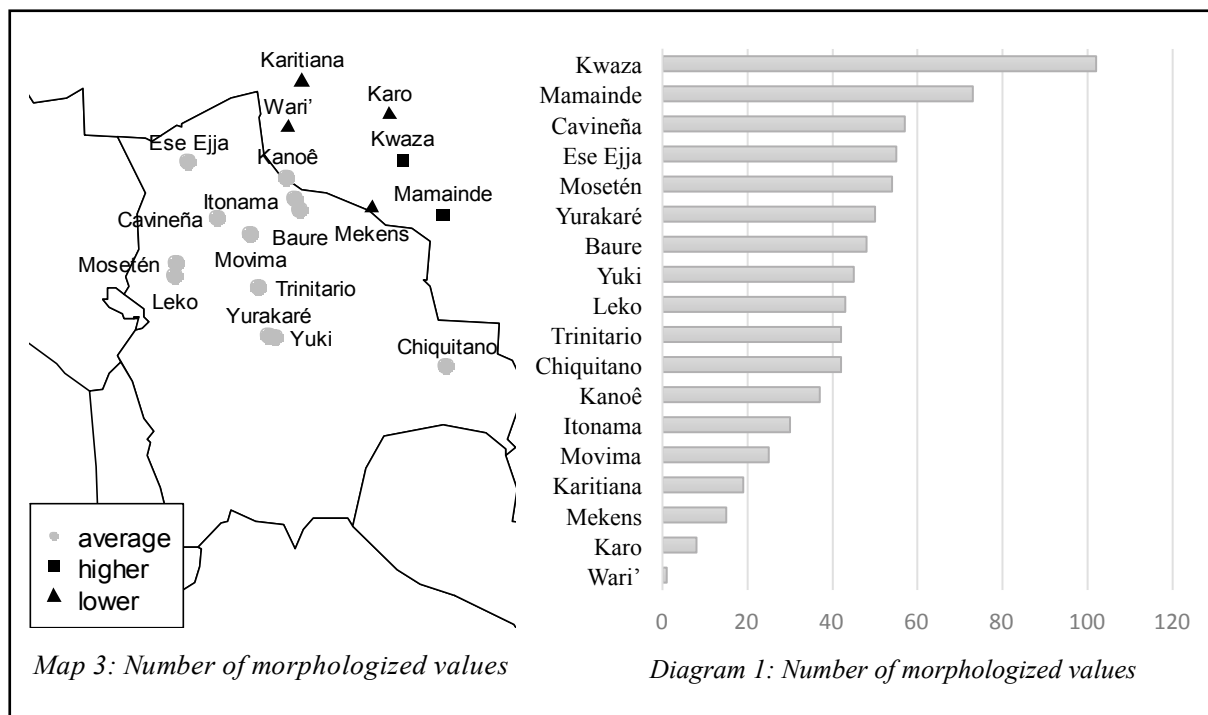 Karitiana
Wari’
Karo
Ese Ejja
Kwaza
Kanoê
Itonama
Mamainde
Cavineña
Baure
Mekens
Movima
Mosetén
Trinitario
Leko
Yurakaré
Yuki
Chiquitano
average
higher
lower
Map 3: Number of morphologized values
Kwaza
Mamainde
Cavineña
Ese Ejja
Mosetén
Yurakaré
Baure
Yuki
Leko
Trinitario
Chiquitano
Kanoê
Itonama
Movima
Karitiana
Mekens
Karo
Wari’
0 20 40 60 80 100 120
Diagram 1: Number of morphologized values